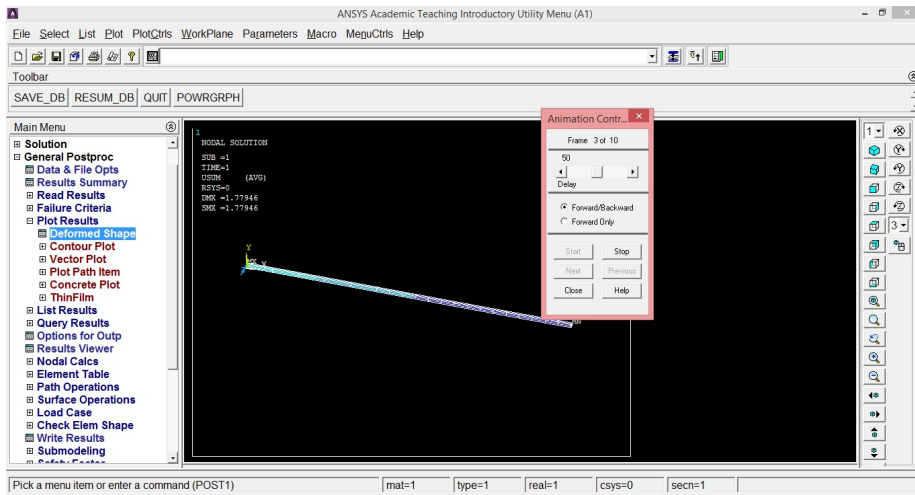 ANSYS Academic Teaching Introductory Utility Menu (A1)
File Select List Plot PlotCtrls WorkPlane Parameters Macro MenuCtrls Help
Toolbar
SAVE_DB RESUM_DB QUIT POWRGRPH
Main Menu
Solution
General Postproc
Data & File Opts
Results Summary
Read Results
Failure Criteria
Plot Results
Deformed Shape
Contour Plot
Vector Plot
Plot Path Item
Concrete Plot
ThinFilm
List Results
Query Results
Options for Outp
Results Viewer
Nodal Calcs
Element Table
Path Operations
Surface Operations
Load Case
Check Elem Shape
Write Results
Submodeling
Safety Factor
1
NODAL SOLUTION
SUB =1
TIME=1
USUM (AVG)
RSYS=0
DMX =1.77946
SMX =1.77946
Y
X
Animation Contr...
Frame 3 of 10
50
Delay
Forward/Backward
Forward Only
Start Stop
Next Previous
Close Help
1
3
Pick a menu item or enter a command (POST1) mat=1 type=1 real=1 csys=0 secn=1